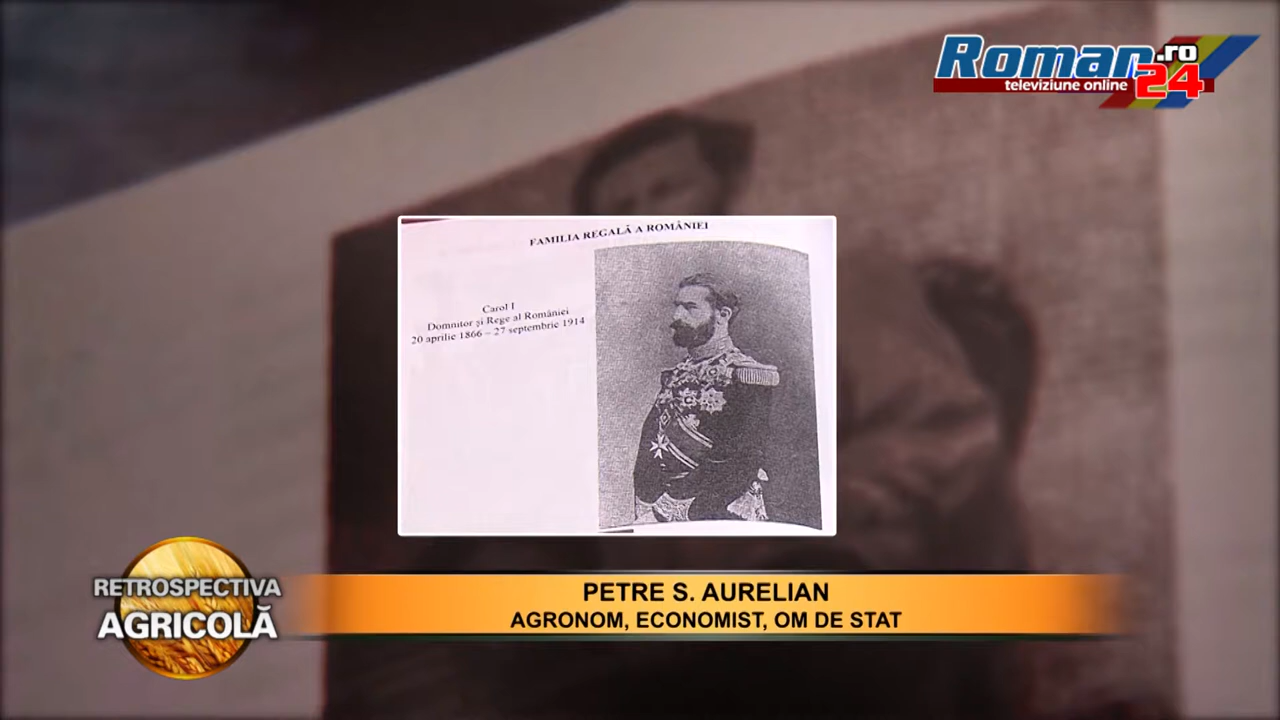 Roman
.ro
24
televiziune online
FAMILIA REGALĂ A ROMÂNIEI
Carol I
Domnitor și Rege al României
20 aprilie 1866 – 27 septembrie 1914
RETROSPECTIVA
AGRICOLĂ
PETRE S. AURELIAN
AGRONOM, ECONOMIST, OM DE STAT